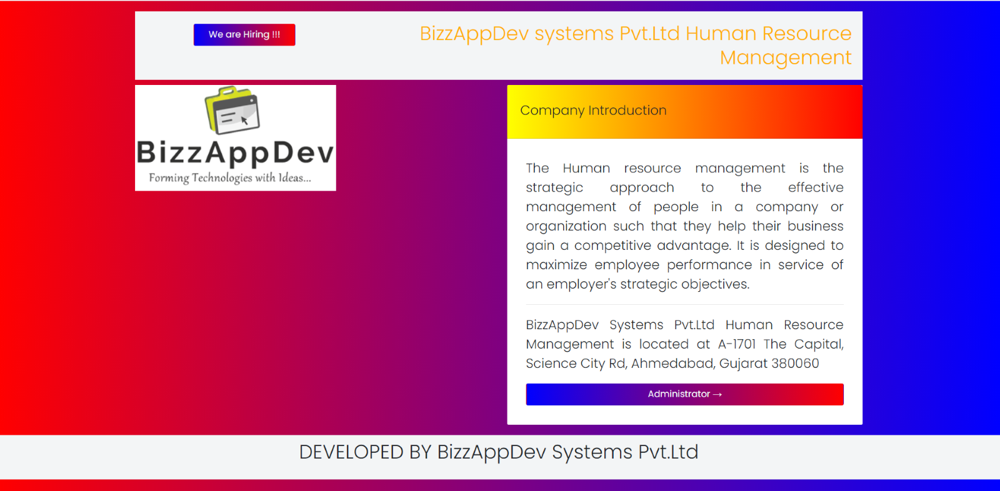 We are Hiring !!!
BizzAppDev systems Pvt.Ltd Human Resource
Management
BizzAppDev
Forming Technologies with Ideas...
Company Introduction
The Human resource management is the
strategic approach to the effective
management of people in a company or
organization such that they help their business
gain a competitive advantage. It is designed to
maximize employee performance in service of
an employer's strategic objectives.
BizzAppDev Systems Pvt.Ltd Human Resource
Management is located at A-1701 The Capital,
Science City Rd, Ahmedabad, Gujarat 380060
Administrator →
DEVELOPED BY BizzAppDev Systems Pvt.Ltd